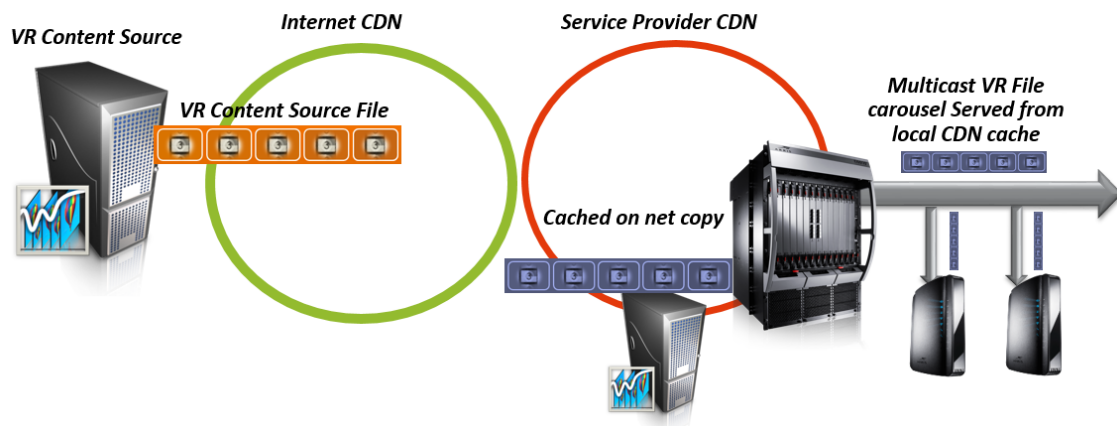 Internet CDN
Service Provider CDN
VR Content Source
VR Content Source File
Multicast VR File
carousel Served from
local CDN cache
Cached on net copy